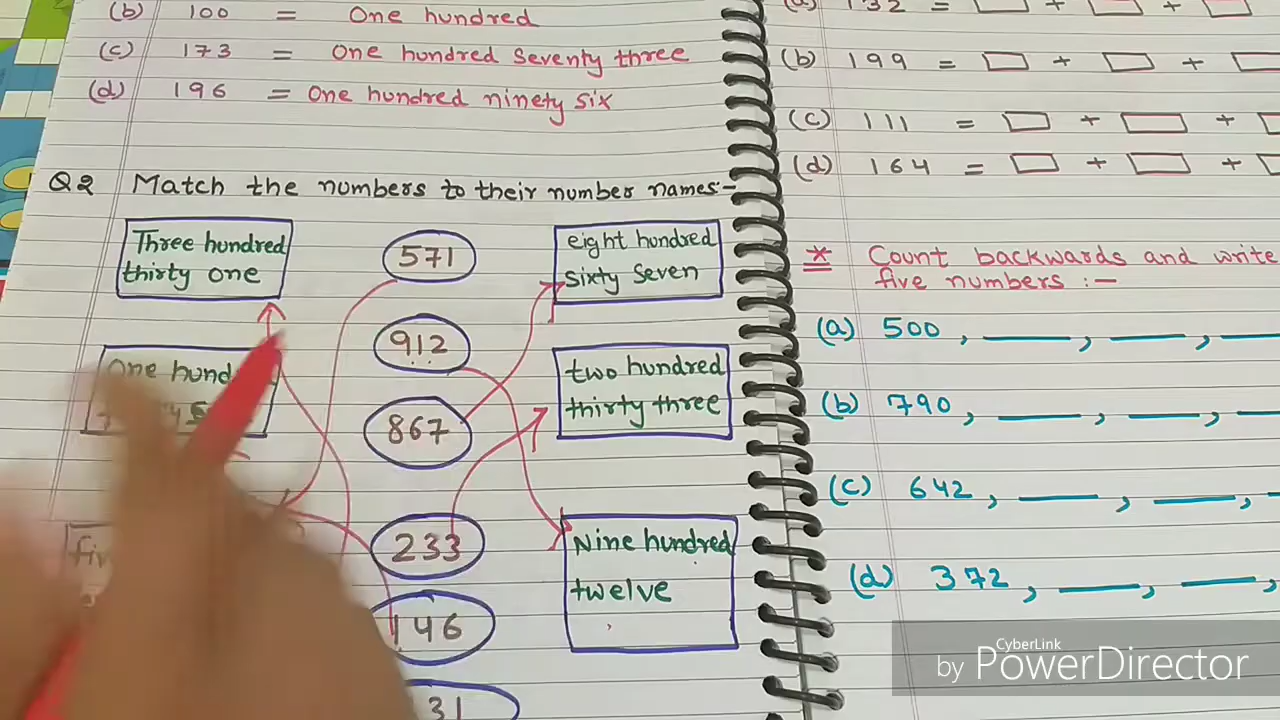 (b) 100 = One hundred
(c) 173 = One hundred Seventy three
(d) 196 = One hundred ninety six
Q2 Match the numbers to their number names:-
Three hundred
thirty one
One
571
912
867
233
146
31
eight hundred
Sixty Seven
two hundred
thirty three
Nine hundred
twelve
(a) 132 = + +
(b) 199 = + +
(c) 111 = + +
(d) 164 = + +
* Count backwards and write
five numbers :-
(a) 500, , ,
(b) 790, , ,
(c) 642, , ,
(d) 372, , ,
CyberLink
by PowerDirector